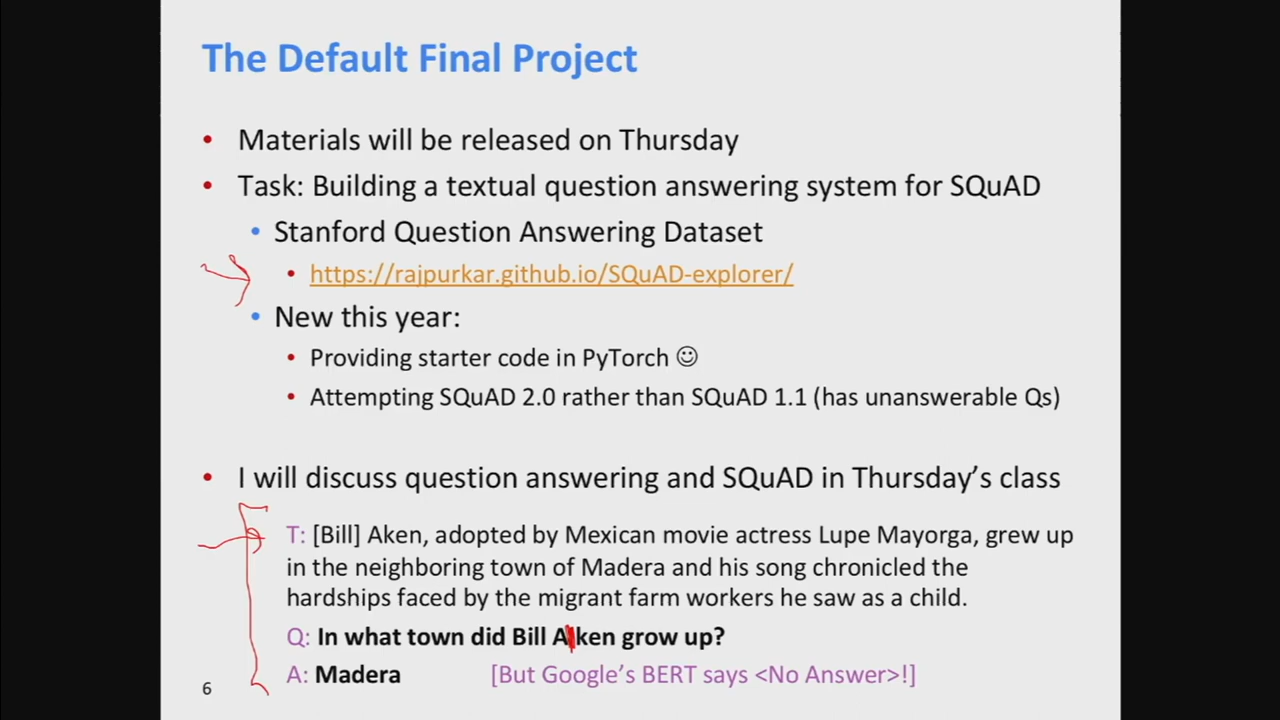 The Default Final Project
• Materials will be released on Thursday
• Task: Building a textual question answering system for SQuAD
• Stanford Question Answering Dataset
• https://rajpurkar.github.io/SQuAD-explorer/
• New this year:
• Providing starter code in PyTorch ☺
• Attempting SQuAD 2.0 rather than SQuAD 1.1 (has unanswerable Qs)
• I will discuss question answering and SQuAD in Thursday’s class
T: [Bill] Aken, adopted by Mexican movie actress Lupe Mayorga, grew up
in the neighboring town of Madera and his song chronicled the
hardships faced by the migrant farm workers he saw as a child.
Q: In what town did Bill Aiken grow up?
A: Madera [But Google’s BERT says <No Answer>!]
6